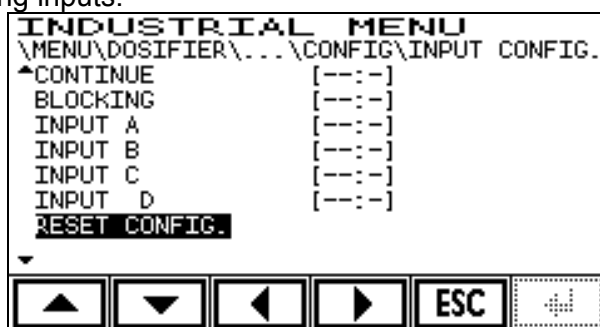 ng inputs.
INDUSTRIAL MENU
\MENU\DOSIFIER\...\CONFIG\INPUT CONFIG.
CONTINUE [--:-]
BLOCKING [--:-]
INPUT A [--:-]
INPUT B [--:-]
INPUT C [--:-]
INPUT D [--:-]
RESET CONFIG.
ESC